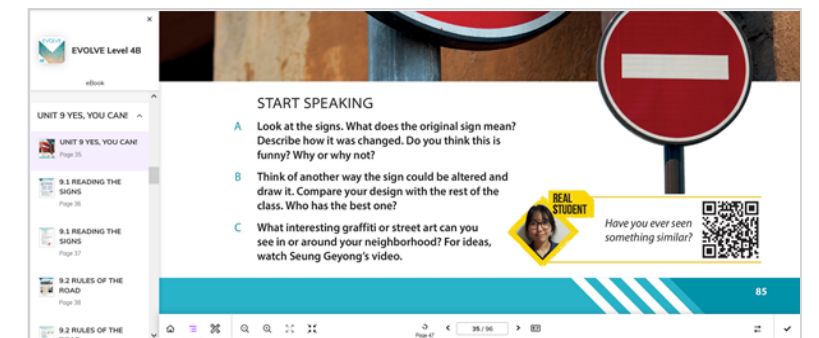 ×
EVOLVE
EVOLVE Level 4B
eBook
UNIT 9 YES, YOU CAN!
UNIT 9 YES, YOU CAN!
Page 35
9.1 READING THE
SIGNS
Page 36
9.1 READING THE
SIGNS
Page 37
9.2 RULES OF THE
ROAD
Page 38
9.2 RULES OF THE
START SPEAKING
A Look at the signs. What does the original sign mean?
Describe how it was changed. Do you think this is
funny? Why or why not?
B Think of another way the sign could be altered and
draw it. Compare your design with the rest of the
class. Who has the best one?
C What interesting graffiti or street art can you
see in or around your neighborhood? For ideas,
watch Seung Geyong’s video.
REAL
STUDENT
Have you ever seen
something similar?
85
Page 47
35 / 96